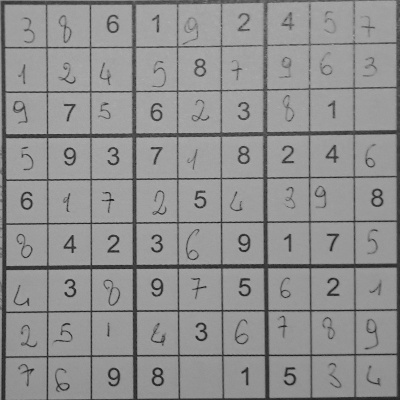 3 8 6 1 9 2 4 5 7
1 2 4 5 8 7 9 6 3
9 7 5 6 2 3 8 1
5 9 3 7 1 8 2 4 6
6 1 7 2 5 4 3 9 8
8 4 2 3 6 9 1 7 5
4 3 8 9 7 5 6 2 1
2 5 1 4 3 6 7 8 9
7 6 9 8 1 5 3 4